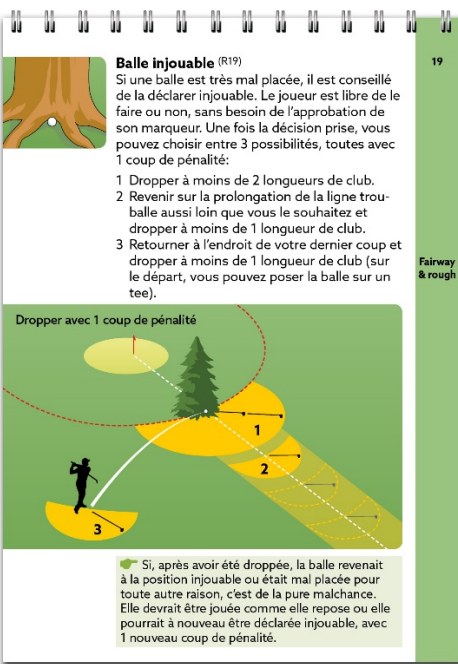 Balle injouable (R19)
Si une balle est très mal placée, il est conseillé
de la déclarer injouable. Le joueur est libre de le
faire ou non, sans besoin de l'approbation de
son marqueur. Une fois la décision prise, vous
pouvez choisir entre 3 possibilités, toutes avec
1 coup de pénalité:
1 Dropper à moins de 2 longueurs de club.
2 Revenir sur la prolongation de la ligne trou-
balle aussi loin que vous le souhaitez et
dropper à moins de 1 longueur de club.
3 Retourner à l'endroit de votre dernier coup et
dropper à moins de 1 longueur de club (sur
le départ, vous pouvez poser la balle sur un
tee).
19
Fairway
& rough
Dropper avec 1 coup de pénalité
1
2
3
Si, après avoir été droppée, la balle revenait
à la position injouable ou était mal placée pour
toute autre raison, c'est de la pure malchance.
Elle devrait être jouée comme elle repose ou elle
pourrait à nouveau être déclarée injouable, avec
1 nouveau coup de pénalité.